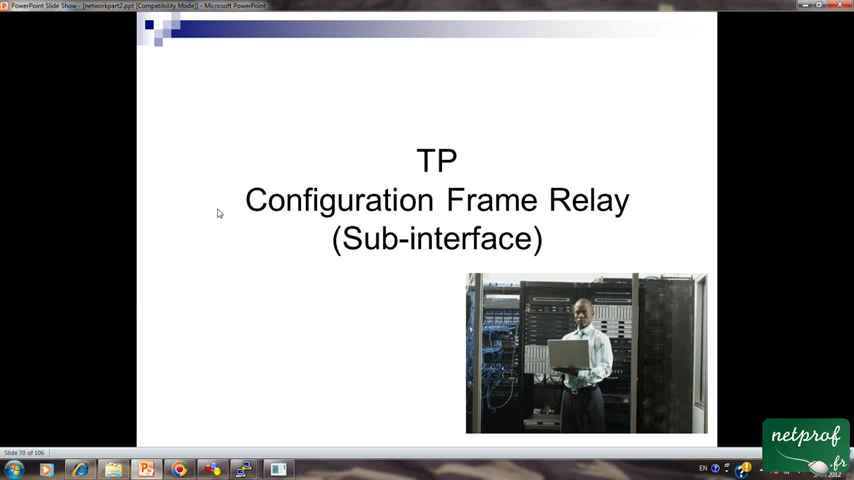 PowerPoint Slide Show - [networkpart2.ppt [Compatibility Mode]] - Microsoft PowerPoint
TP
Configuration Frame Relay
(Sub-interface)
netprof
.fr
Slide 70 of 106
EN